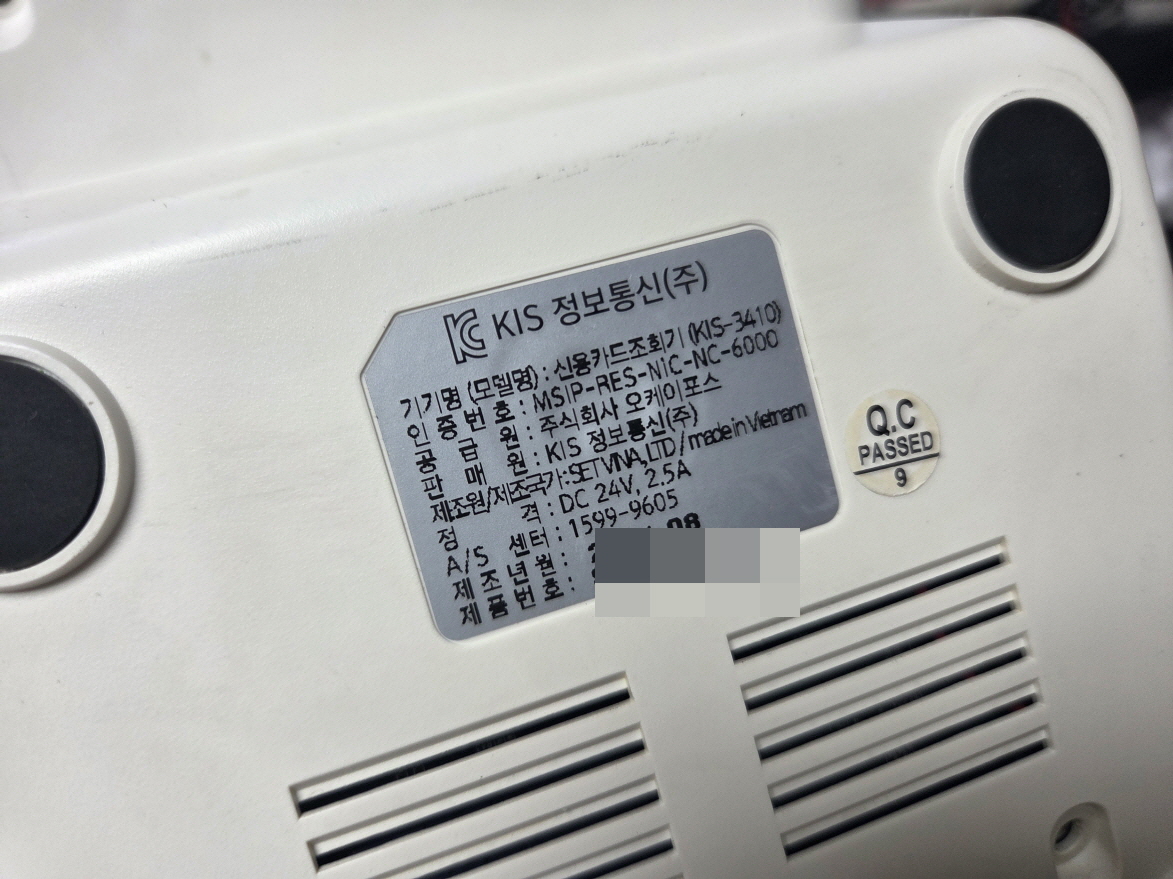 KC KIS 정보통신(주)
기기명 (모델명) : 신용카드조회기 (KIS-3410)
인증번호 : MSIP-RES-NIC-NC-6000
공급원 : 주식회사 오케이포스
판매원 : KIS 정보통신(주)
제조원/제조국가 : SET VINA, LTD / made in Vietnam
정격 : DC 24V, 2.5A
A/S 센터 : 1599-9605
제조년월 : 08
제품번호 :
Q.C
PASSED
9